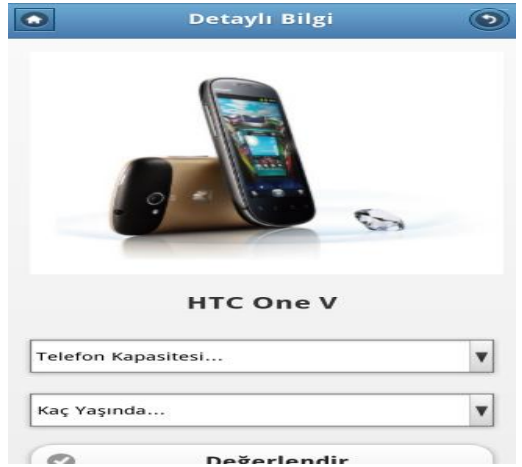 Detaylı Bilgi
HTC One V
Telefon Kapasitesi...
Kaç Yaşında...
Değerlendir